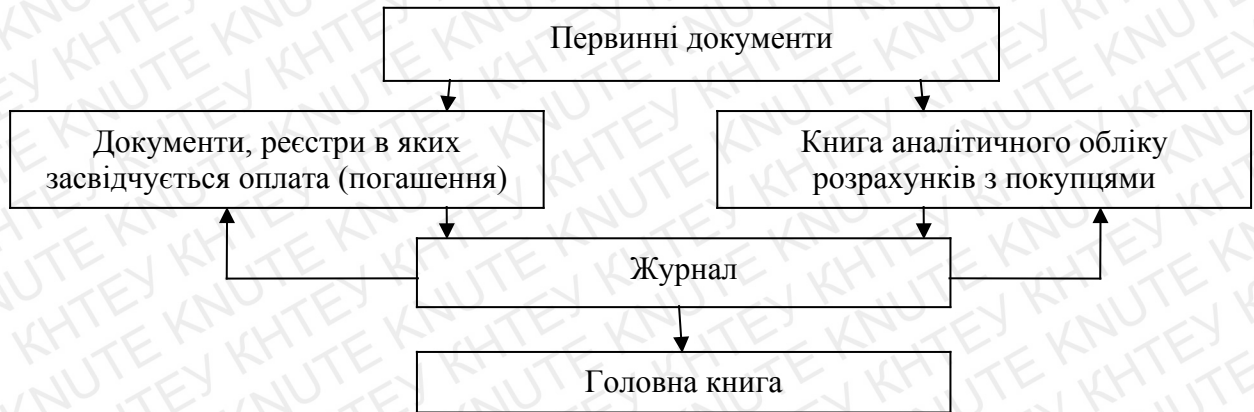 Первинні документи
Документи, реєстри в яких
засвідчується оплата (погашення)
Книга аналітичного обліку
розрахунків з покупцями
Журнал
Головна книга